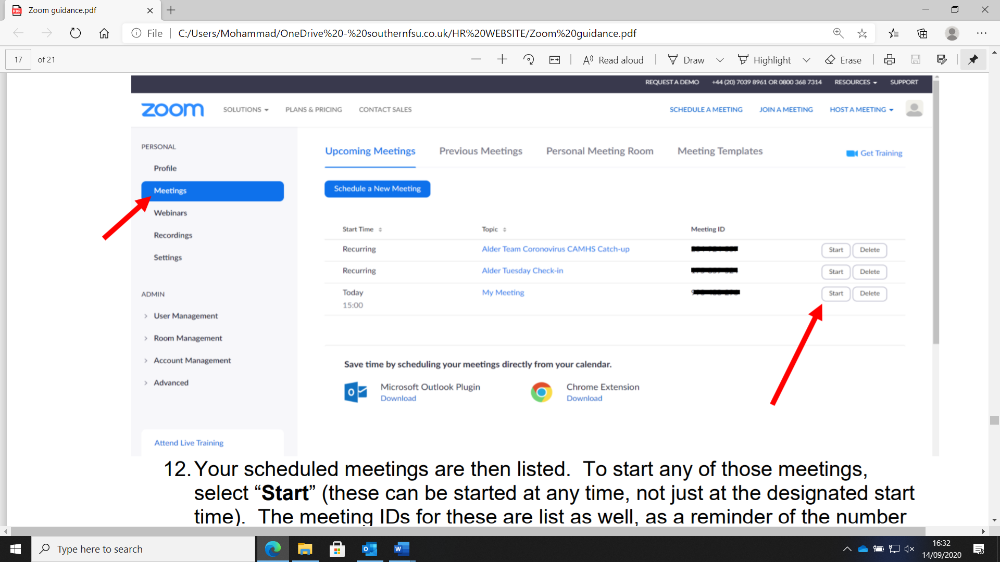 Zoom guidance.pdf
File
C:/Users/Mohammad/OneDrive%20-%20southernfsu.co.uk/HR%20WEBSITE/Zoom%20guidance.pdf
17 of 21
Read aloud
Draw
Highlight
Erase
REQUEST A DEMO +44 (20) 7039 8961 OR 0800 368 7314 RESOURCES SUPPORT
zoom SOLUTIONS PLANS & PRICING CONTACT SALES SCHEDULE A MEETING JOIN A MEETING HOST A MEETING
PERSONAL
Profile
Meetings
Webinars
Recordings
Settings
ADMIN
User Management
Room Management
Account Management
Advanced
Attend Live Training
Upcoming Meetings Previous Meetings Personal Meeting Room Meeting Templates Get Training
Schedule a New Meeting
Start Time Topic Meeting ID
Recurring Alder Team Coronovirus CAMHS Catch-up Start Delete
Recurring Alder Tuesday Check-in Start Delete
Today My Meeting Start Delete
15:00
Save time by scheduling your meetings directly from your calendar.
Microsoft Outlook Plugin
Download
Chrome Extension
Download
12. Your scheduled meetings are then listed. To start any of those meetings,
select “Start” (these can be started at any time, not just at the designated start
time). The meeting IDs for these are list as well, as a reminder of the number
Type here to search
16:32
14/09/2020